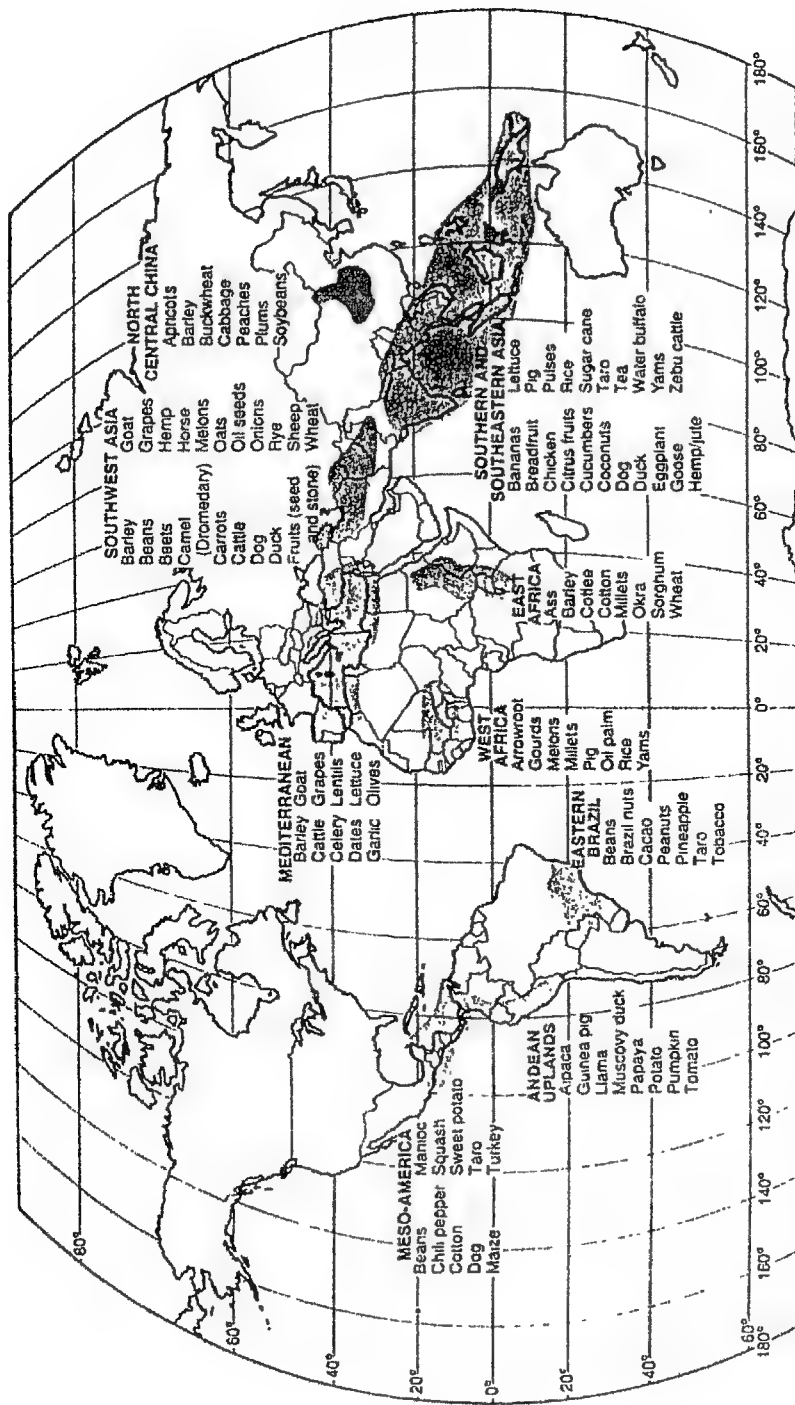 MESO-AMERICA
Beans Manioc
Chili pepper Squash
Cotton Sweet potato
Dog Taro
Maize Turkey
ANDEAN
UPLANDS
Alpaca
Guinea pig
Llama
Muscovy duck
Papaya
Potato
Pumpkin
Tomato
EASTERN
BRAZIL
Beans
Brazil nuts
Cacao
Peanuts
Pineapple
Taro
Tobacco
MEDITERRANEAN
Barley Goat
Cattle Grapes
Celery Lentils
Dates Lettuce
Garlic Olives
WEST
AFRICA
Arrowroot
Gourds
Melons
Millets
Pig
Oil palm
Rice
Yams
EAST
AFRICA
Ass
Barley
Coffee
Cotton
Millets
Okra
Sorghum
Wheat
SOUTHWEST ASIA
Barley Goat
Beans Grapes
Beets Hemp
Camel Horse
(Dromedary) Melons
Carrots Oats
Cattle Oil seeds
Dog Onions
Duck Rye
Fruits (seed Sheep
and stone) Wheat
NORTH
CENTRAL CHINA
Apricots
Barley
Buckwheat
Cabbage
Peaches
Plums
Soybeans
SOUTHERN AND
SOUTHEASTERN ASIA
Bananas Lettuce
Breadfruit Pig
Chicken Pulses
Citrus fruits Rice
Cucumbers Sugar cane
Coconuts Taro
Dog Tea
Duck Water buffalo
Eggplant Yams
Goose Zebu cattle
Hemp/jute
80°
60°
40°
20°
0°
20°
40°
60°
60°
40°
20°
0°
20°
40°
180° 160° 140° 120° 100° 80° 60° 40° 20° 0° 20° 40° 60° 80° 100° 120° 140° 160° 180°